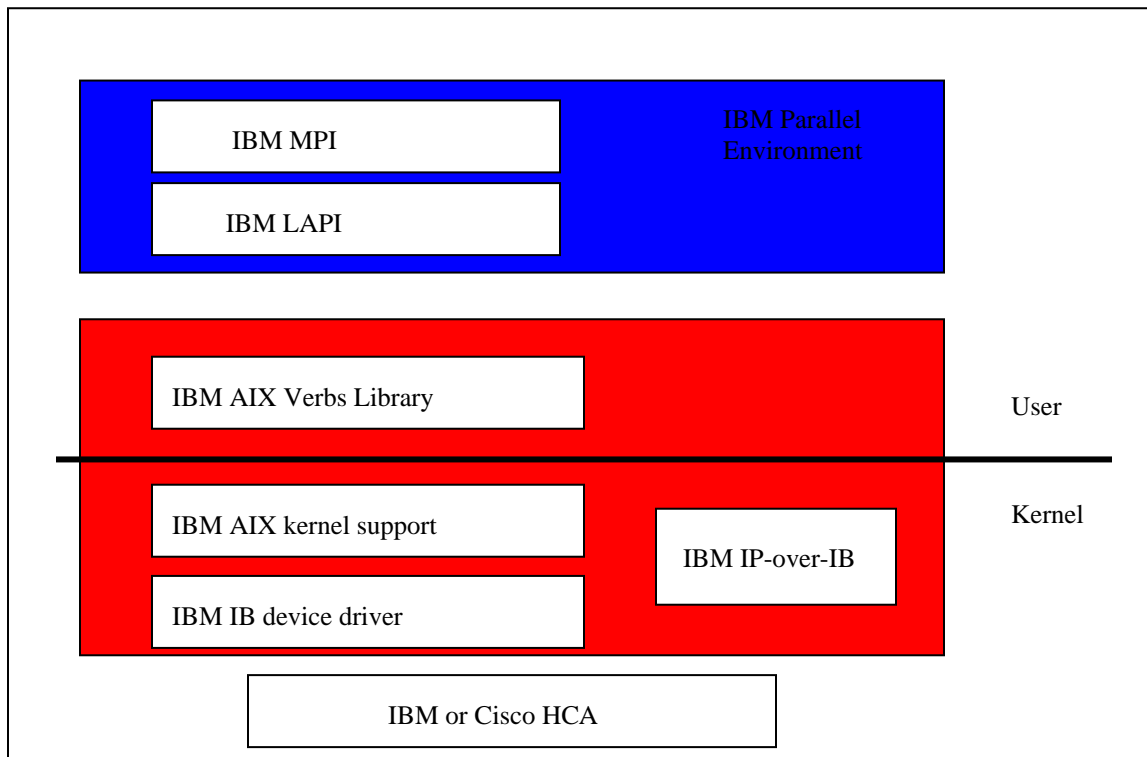 IBM MPI
IBM Parallel
Environment
IBM LAPI
IBM AIX Verbs Library
User
IBM AIX kernel support
Kernel
IBM IP-over-IB
IBM IB device driver
IBM or Cisco HCA